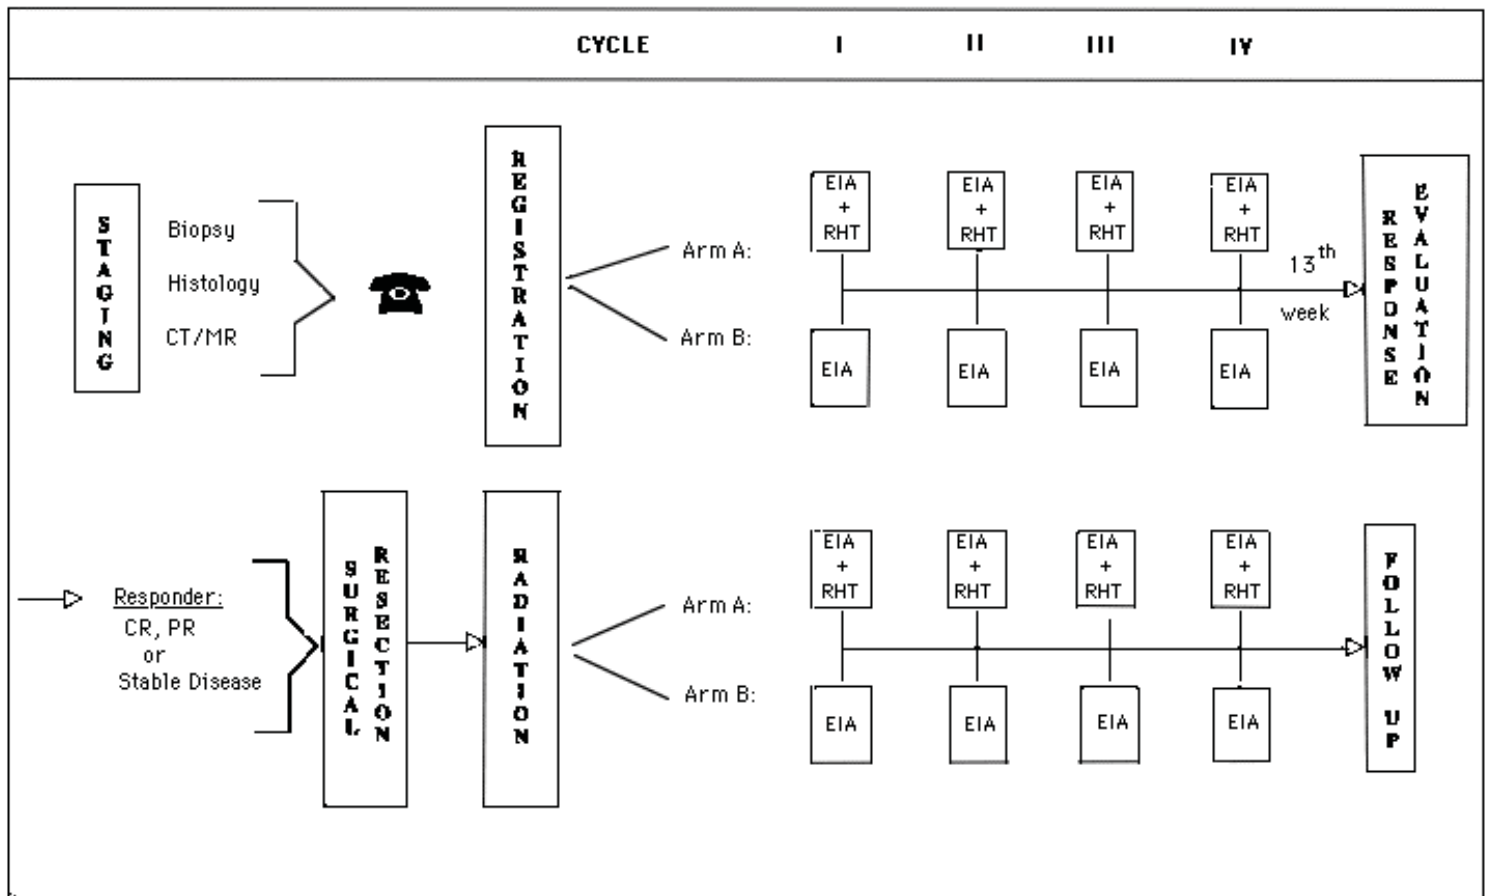 CYCLE I II III IV
STAGING
Biopsy
Histology
CT/MR
REGISTRATION
Arm A:
Arm B:
EIA + RHT
EIA + RHT
EIA + RHT
EIA + RHT
EIA
EIA
EIA
EIA
13th
week
RESPONSE
EVALUATION
Responder:
CR, PR
or
Stable Disease
SURGICAL
RESECTION
RADIATION
Arm A:
Arm B:
EIA + RHT
EIA + RHT
EIA + RHT
EIA + RHT
EIA
EIA
EIA
EIA
FOLLOW UP